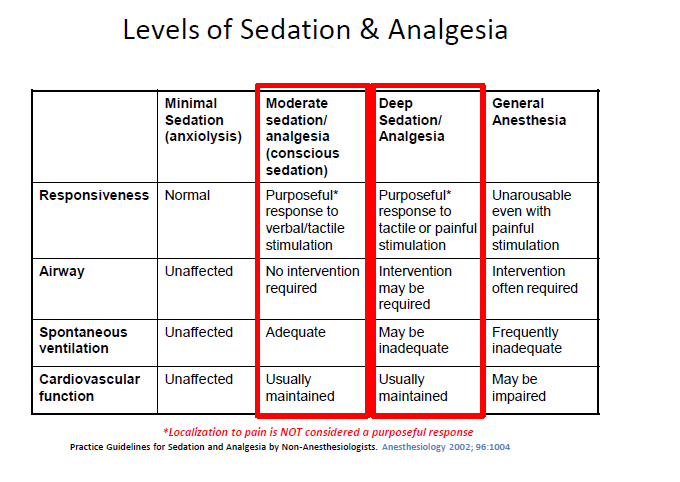 Levels of Sedation & Analgesia
Minimal Sedation (anxiolysis)
Moderate sedation/ analgesia (conscious sedation)
Deep Sedation/ Analgesia
General Anesthesia
Responsiveness
Normal
Purposeful* response to verbal/tactile stimulation
Purposeful* response to tactile or painful stimulation
Unarousable even with painful stimulation
Airway
Unaffected
No intervention required
Intervention may be required
Intervention often required
Spontaneous ventilation
Unaffected
Adequate
May be inadequate
Frequently inadequate
Cardiovascular function
Unaffected
Usually maintained
Usually maintained
May be impaired
*Localization to pain is NOT considered a purposeful response
Practice Guidelines for Sedation and Analgesia by Non-Anesthesiologists. Anesthesiology 2002; 96:1004